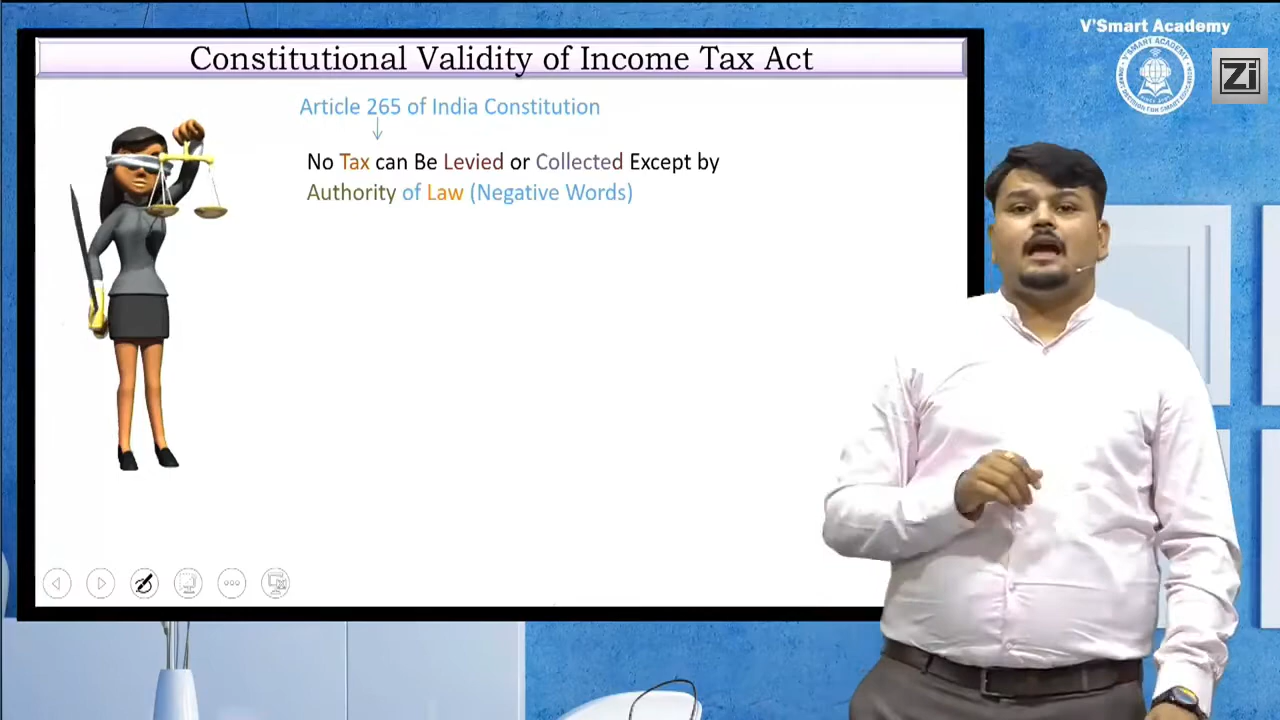 V'Smart Academy
Zi
Constitutional Validity of Income Tax Act
Article 265 of India Constitution
No Tax can Be Levied or Collected Except by
Authority of Law (Negative Words)